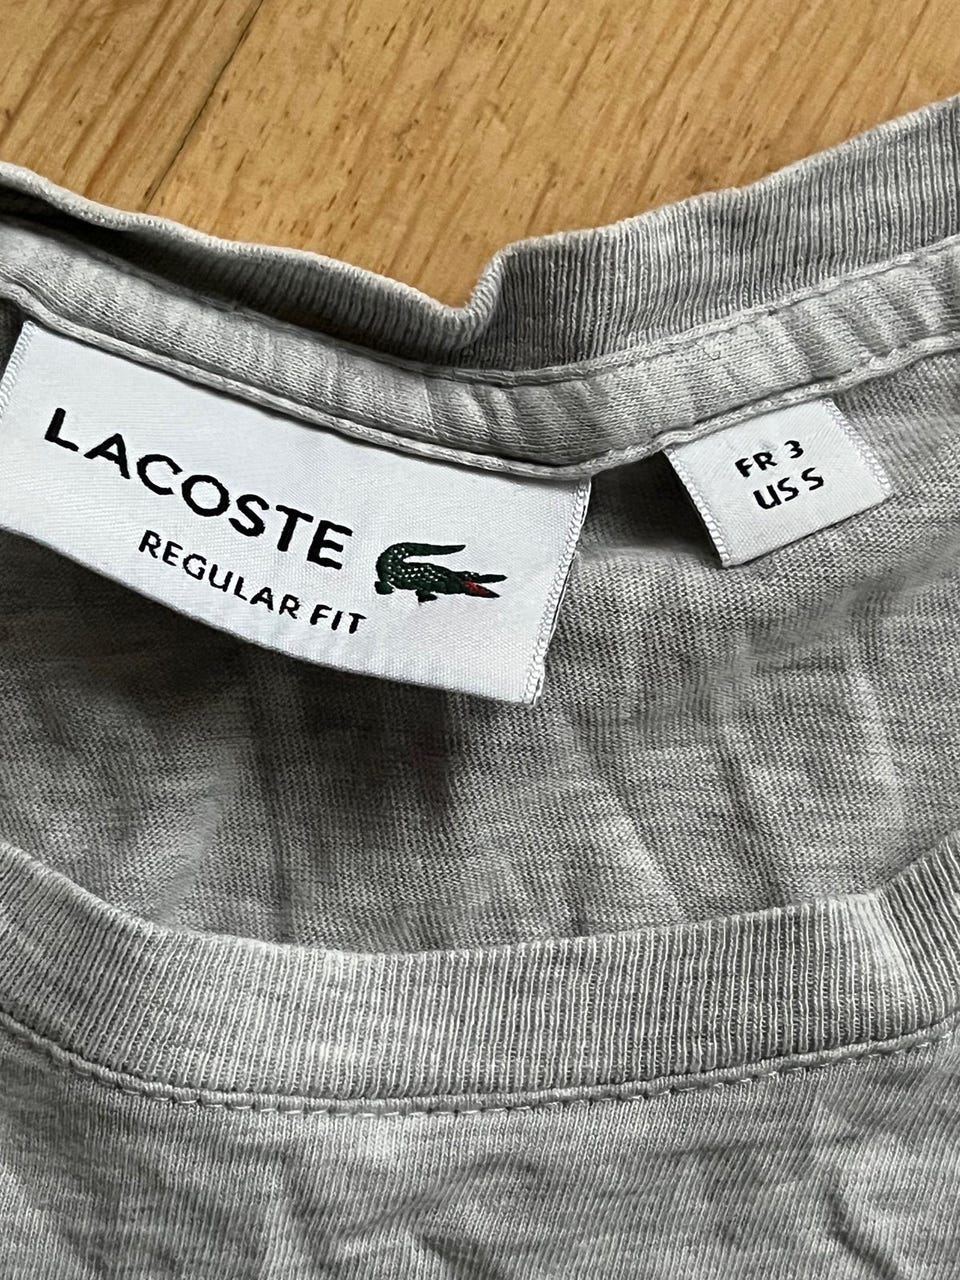 LACOSTE
REGULAR FIT
FR 3
US S